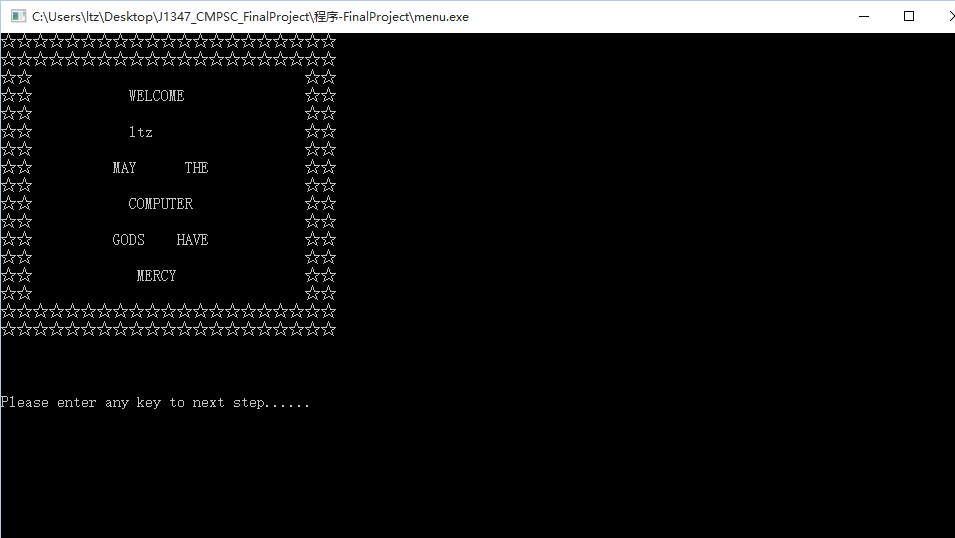 C:\Users\ltz\Desktop\J1347_CMPSC_FinalProject\程序-FinalProject\menu.exe
☆☆☆☆☆☆☆☆☆☆☆☆☆☆☆☆☆☆☆☆☆
☆☆☆☆☆☆☆☆☆☆☆☆☆☆☆☆☆☆☆☆☆
☆☆ ☆☆
☆☆ WELCOME ☆☆
☆☆ ☆☆
☆☆ ltz ☆☆
☆☆ ☆☆
☆☆ MAY THE ☆☆
☆☆ ☆☆
☆☆ COMPUTER ☆☆
☆☆ ☆☆
☆☆ GODS HAVE ☆☆
☆☆ ☆☆
☆☆ MERCY ☆☆
☆☆ ☆☆
☆☆☆☆☆☆☆☆☆☆☆☆☆☆☆☆☆☆☆☆☆
☆☆☆☆☆☆☆☆☆☆☆☆☆☆☆☆☆☆☆☆☆
Please enter any key to next step......